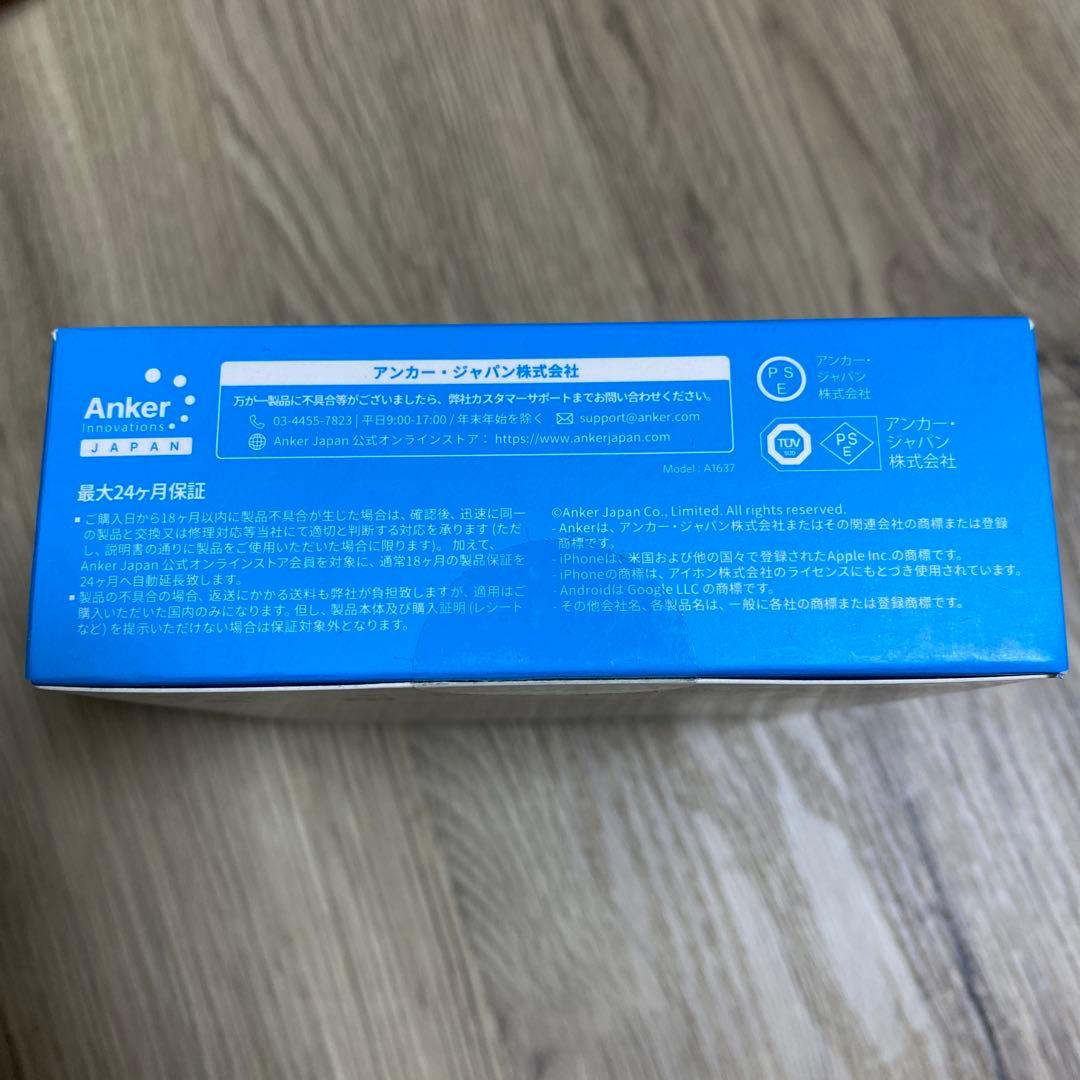 Anker
Innovations
JAPAN
アンカー・ジャパン株式会社
万が一製品に不具合等がございましたら、弊社カスタマーサポートまでお問い合わせください。
03-4455-7823 | 平日9:00-17:00 / 年末年始を除く support@anker.com
Anker Japan 公式オンラインストア： https://www.ankerjapan.com
Model : A1637
PSE
アンカー・
ジャパン
株式会社
TÜV
SÜD
PSE
アンカー・
ジャパン
株式会社
最大24ヶ月保証
■ ご購入日から18ヶ月以内に製品不具合が生じた場合は、確認後、迅速に同一
の製品と交換又は修理対応等当社にて適切と判断する対応を承ります (ただ
し、説明書の通りに製品をご使用いただいた場合に限ります)。加えて、
Anker Japan 公式オンラインストア会員を対象に、通常18ヶ月の製品保証を
24ヶ月へ自動延長致します。
■ 製品の不具合の場合、返送にかかる送料も弊社が負担致しますが、適用はご
購入いただいた国内のみになります。但し、製品本体及び購入証明 (レシート
など) を提示いただけない場合は保証対象外となります。
©Anker Japan Co., Limited. All rights reserved.
- Ankerは、アンカー・ジャパン株式会社またはその関連会社の商標または登録
商標です。
- iPhoneは、米国および他の国々で登録されたApple Inc.の商標です。
- iPhoneの商標は、アイホン株式会社のライセンスにもとづき使用されています。
- AndroidはGoogle LLC の商標です。
- その他会社名、各製品名は、一般に各社の商標または登録商標です。